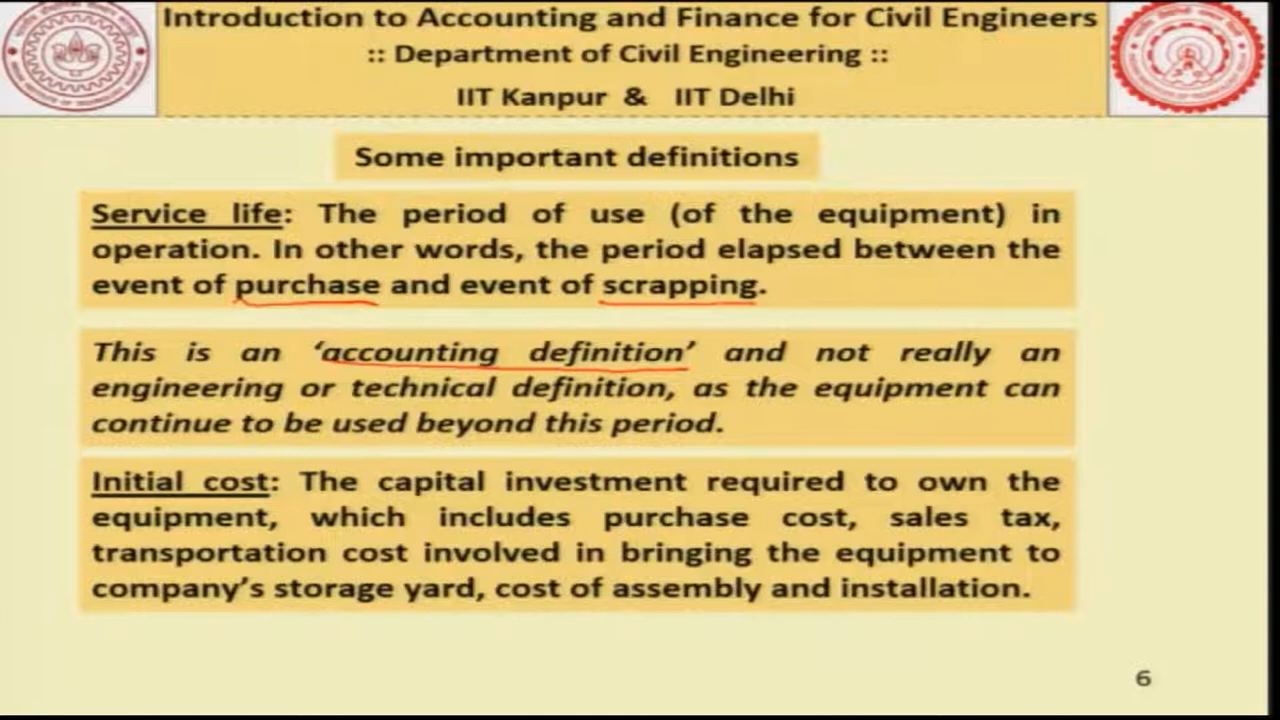 Introduction to Accounting and Finance for Civil Engineers
:: Department of Civil Engineering ::
IIT Kanpur & IIT Delhi
Some important definitions
Service life: The period of use (of the equipment) in
operation. In other words, the period elapsed between the
event of purchase and event of scrapping.
This is an ‘accounting definition’ and not really an
engineering or technical definition, as the equipment can
continue to be used beyond this period.
Initial cost: The capital investment required to own the
equipment, which includes purchase cost, sales tax,
transportation cost involved in bringing the equipment to
company’s storage yard, cost of assembly and installation.
6